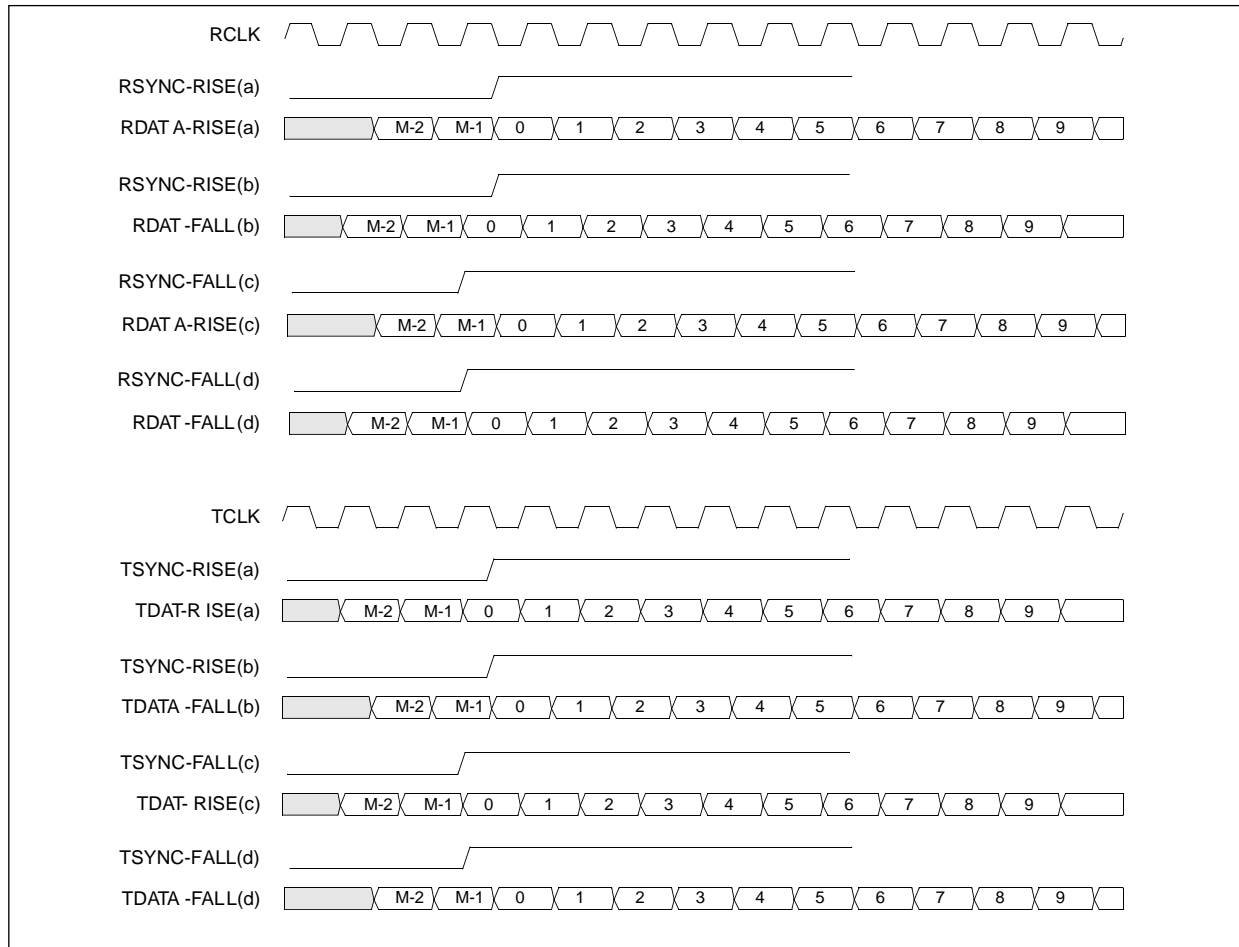 RCLK
RSYNC-RISE(a)
RDAT A-RISE(a) M-2 M-1 0 1 2 3 4 5 6 7 8 9
RSYNC-RISE(b)
RDAT -FALL(b) M-2 M-1 0 1 2 3 4 5 6 7 8 9
RSYNC-FALL(c)
RDAT A-RISE(c) M-2 M-1 0 1 2 3 4 5 6 7 8 9
RSYNC-FALL(d)
RDAT -FALL(d) M-2 M-1 0 1 2 3 4 5 6 7 8 9
TCLK
TSYNC-RISE(a)
TDAT-R ISE(a) M-2 M-1 0 1 2 3 4 5 6 7 8 9
TSYNC-RISE(b)
TDATA -FALL(b) M-2 M-1 0 1 2 3 4 5 6 7 8 9
TSYNC-FALL(c)
TDAT- RISE(c) M-2 M-1 0 1 2 3 4 5 6 7 8 9
TSYNC-FALL(d)
TDATA -FALL(d) M-2 M-1 0 1 2 3 4 5 6 7 8 9